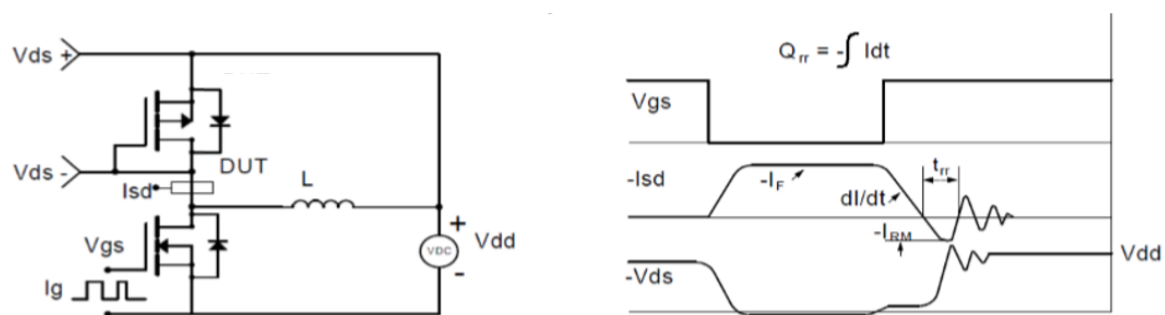 Vds +
Vds -
DUT
Isd
L
Vgs
Ig
+
VDC
-
Vdd
Qrr = -∫ Idt
Vgs
-Isd
-IF
dI/dt
trr
-IRM
-Vds
Vdd